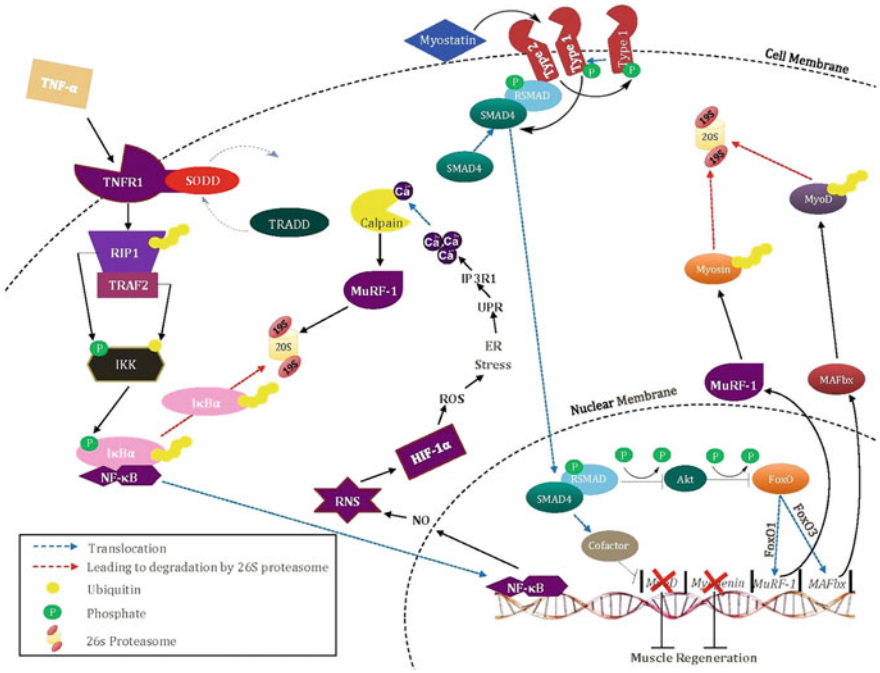 Myostatin
Type 2
Type 1
Type 1
P
P
Cell Membrane
TNF-α
P
RSMAD
SMAD4
SMAD4
19S
20S
19S
TNFR1
SODD
TRADD
Ca
Calpain
Ca
Ca
Ca
MyoD
RIP1
TRAF2
IP3R1
UPR
ER
Stress
MuRF-1
Myosin
19S
20S
19S
P
IKK
IκBα
ROS
MuRF-1
MAFbx
Nuclear Membrane
P
IκBα
NF-κB
HIF-1α
RNS
NO
P
RSMAD
SMAD4
P
P
Akt
P
P
FoxO
FoxO1
FoxO3
Cofactor
NF-κB
MuRF-1
MAFbx
Muscle Regeneration
Translocation
Leading to degradation by 26S proteasome
Ubiquitin
P
Phosphate
26s Proteasome